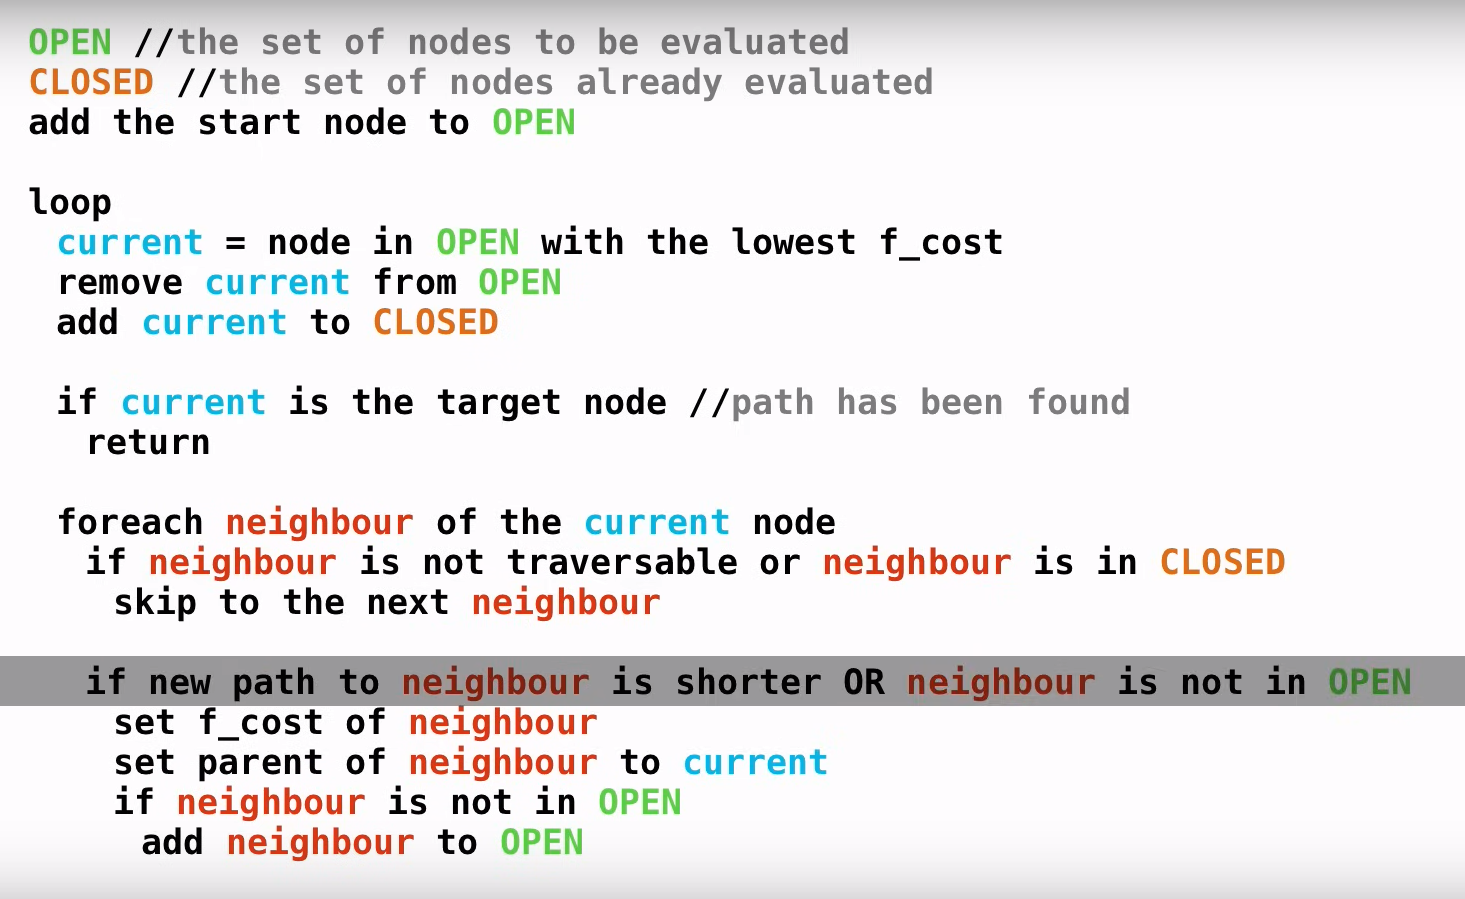 OPEN //the set of nodes to be evaluated
CLOSED //the set of nodes already evaluated
add the start node to OPEN
loop
current = node in OPEN with the lowest f_cost
remove current from OPEN
add current to CLOSED
if current is the target node //path has been found
return
foreach neighbour of the current node
if neighbour is not traversable or neighbour is in CLOSED
skip to the next neighbour
if new path to neighbour is shorter OR neighbour is not in OPEN
set f_cost of neighbour
set parent of neighbour to current
if neighbour is not in OPEN
add neighbour to OPEN